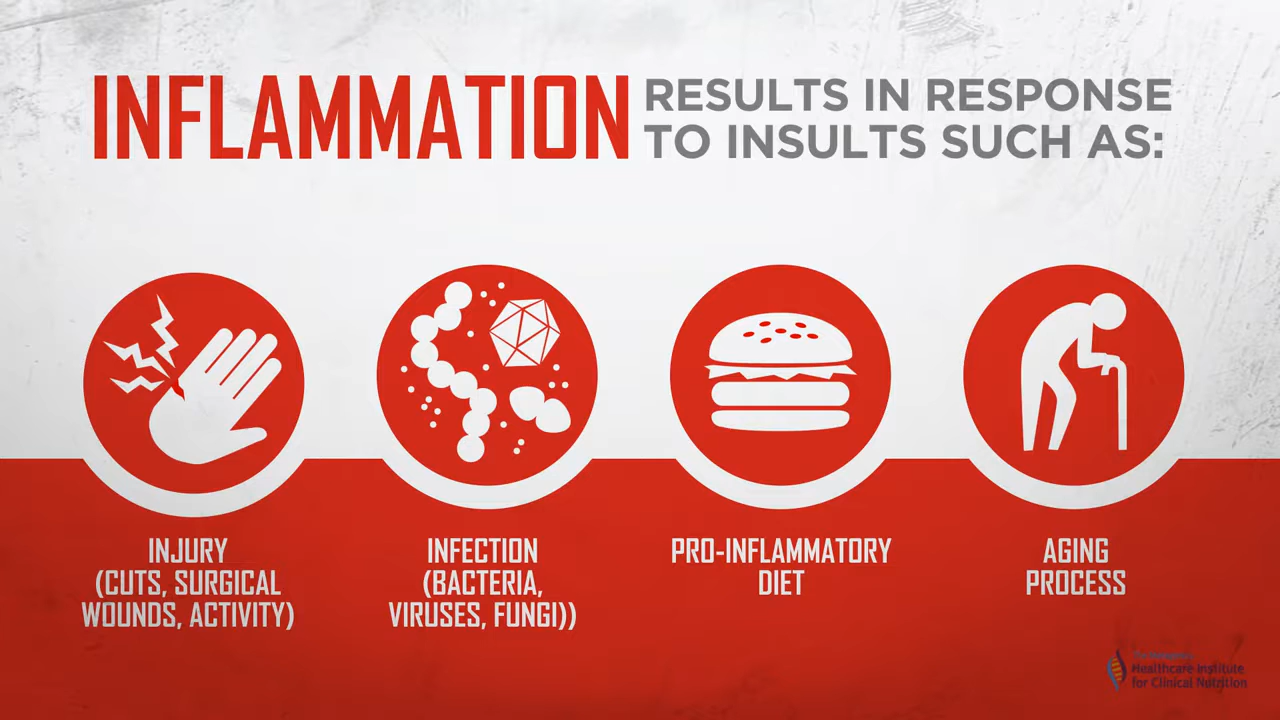 INFLAMMATION
RESULTS IN RESPONSE
TO INSULTS SUCH AS:
INJURY
(CUTS, SURGICAL
WOUNDS, ACTIVITY)
INFECTION
(BACTERIA,
VIRUSES, FUNGI))
PRO-INFLAMMATORY
DIET
AGING
PROCESS
Healthcare Institute
for Clinical Nutrition